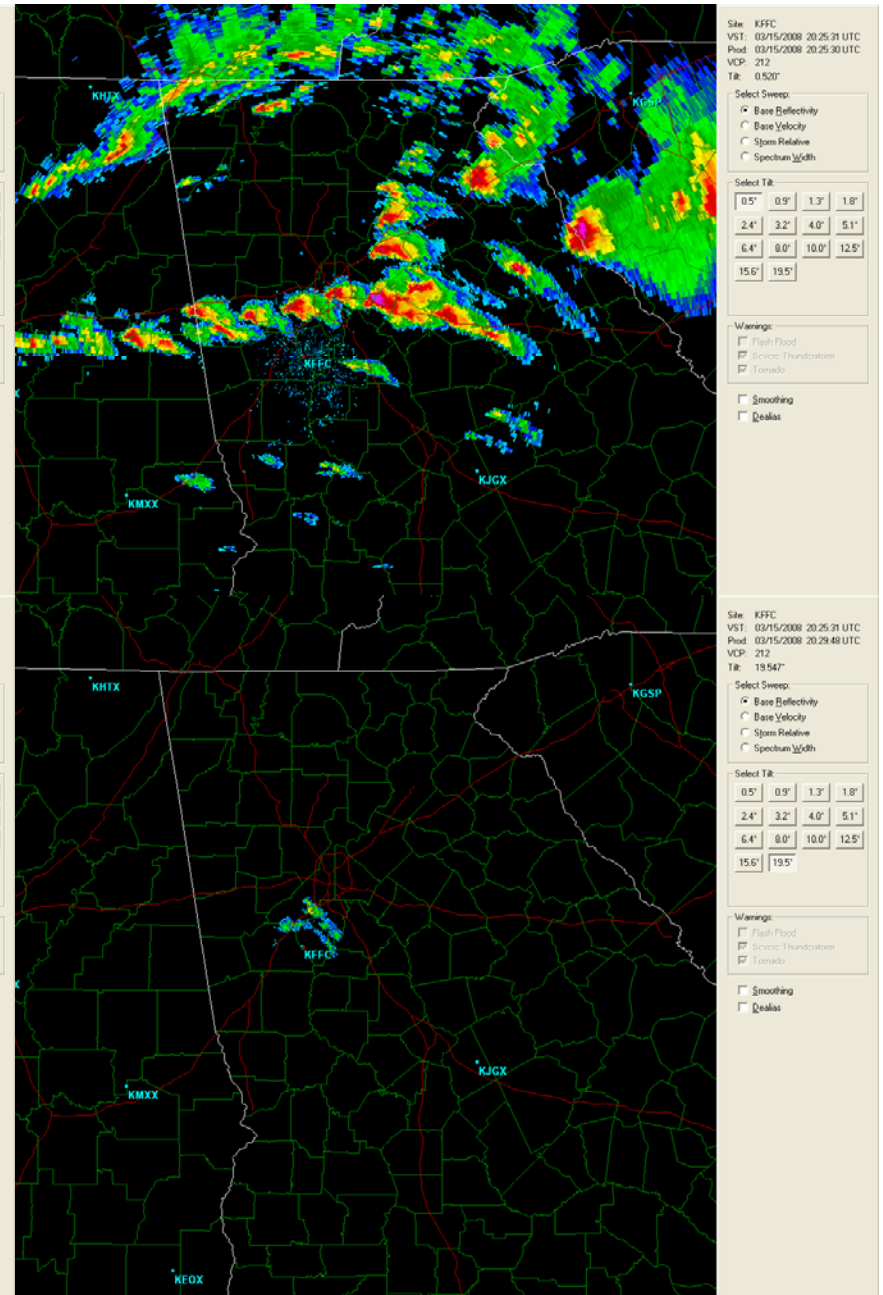 Site: KFFC
VST: 03/15/2008 20:25:31 UTC
Prod: 03/15/2008 20:25:30 UTC
VCP: 212
Tilt: 0.520°
Select Sweep:
Base Reflectivity
Base Velocity
Storm Relative
Spectrum Width
Select Tilt:
0.5° 0.9° 1.3° 1.8°
2.4° 3.2° 4.0° 5.1°
6.4° 8.0° 10.0° 12.5°
15.6° 19.5°
Warnings:
Flash Flood
Severe Thunderstorm
Tornado
Smoothing
Dealias
KHTX
KGSP
KFFC
KJGX
KMXX
Site: KFFC
VST: 03/15/2008 20:25:31 UTC
Prod: 03/15/2008 20:29:48 UTC
VCP: 212
Tilt: 19.547°
Select Sweep:
Base Reflectivity
Base Velocity
Storm Relative
Spectrum Width
Select Tilt:
0.5° 0.9° 1.3° 1.8°
2.4° 3.2° 4.0° 5.1°
6.4° 8.0° 10.0° 12.5°
15.6° 19.5°
Warnings:
Flash Flood
Severe Thunderstorm
Tornado
Smoothing
Dealias
KHTX
KGSP
KFFC
KJGX
KMXX
KEOX